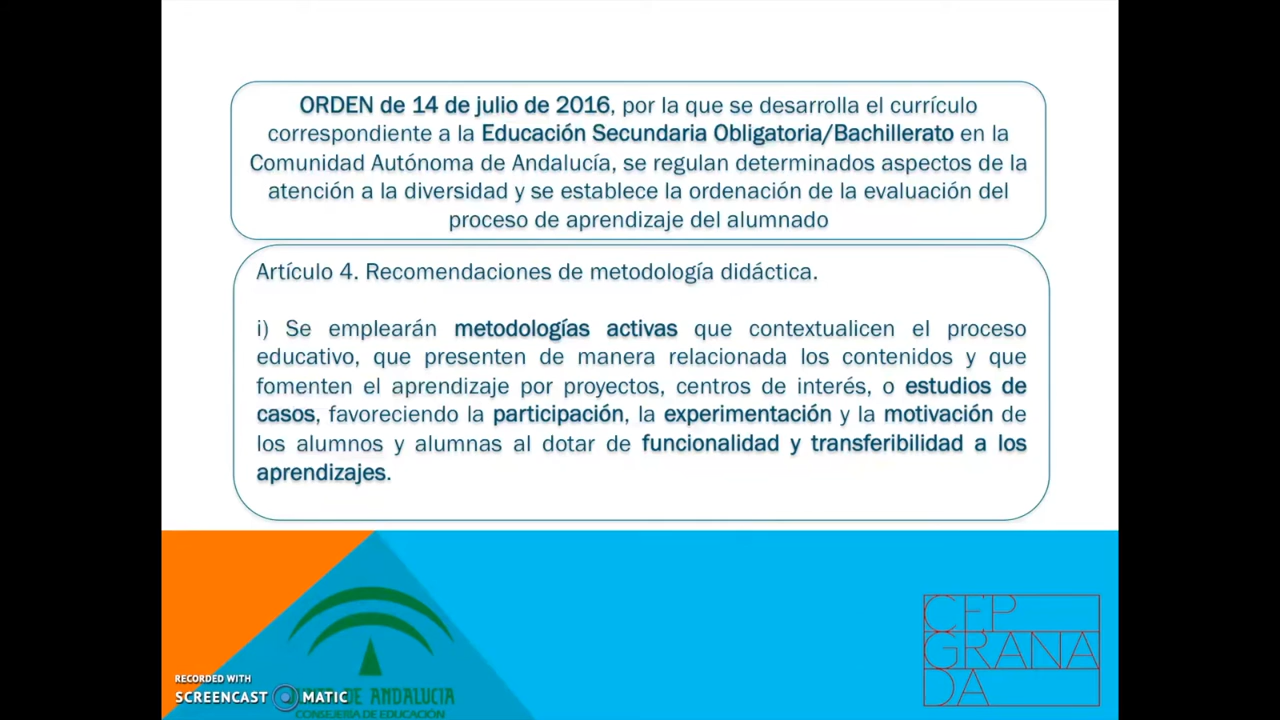 ORDEN de 14 de julio de 2016, por la que se desarrolla el currículo
correspondiente a la Educación Secundaria Obligatoria/Bachillerato en la
Comunidad Autónoma de Andalucía, se regulan determinados aspectos de la
atención a la diversidad y se establece la ordenación de la evaluación del
proceso de aprendizaje del alumnado
Artículo 4. Recomendaciones de metodología didáctica.
i) Se emplearán metodologías activas que contextualicen el proceso
educativo, que presenten de manera relacionada los contenidos y que
fomenten el aprendizaje por proyectos, centros de interés, o estudios de
casos, favoreciendo la participación, la experimentación y la motivación de
los alumnos y alumnas al dotar de funcionalidad y transferibilidad a los
aprendizajes.
CEP
GRANA
DA
RECORDED WITH
SCREENCAST MATIC
DE ANDALUCIA
CONSEJERIA DE EDUCACIÓN